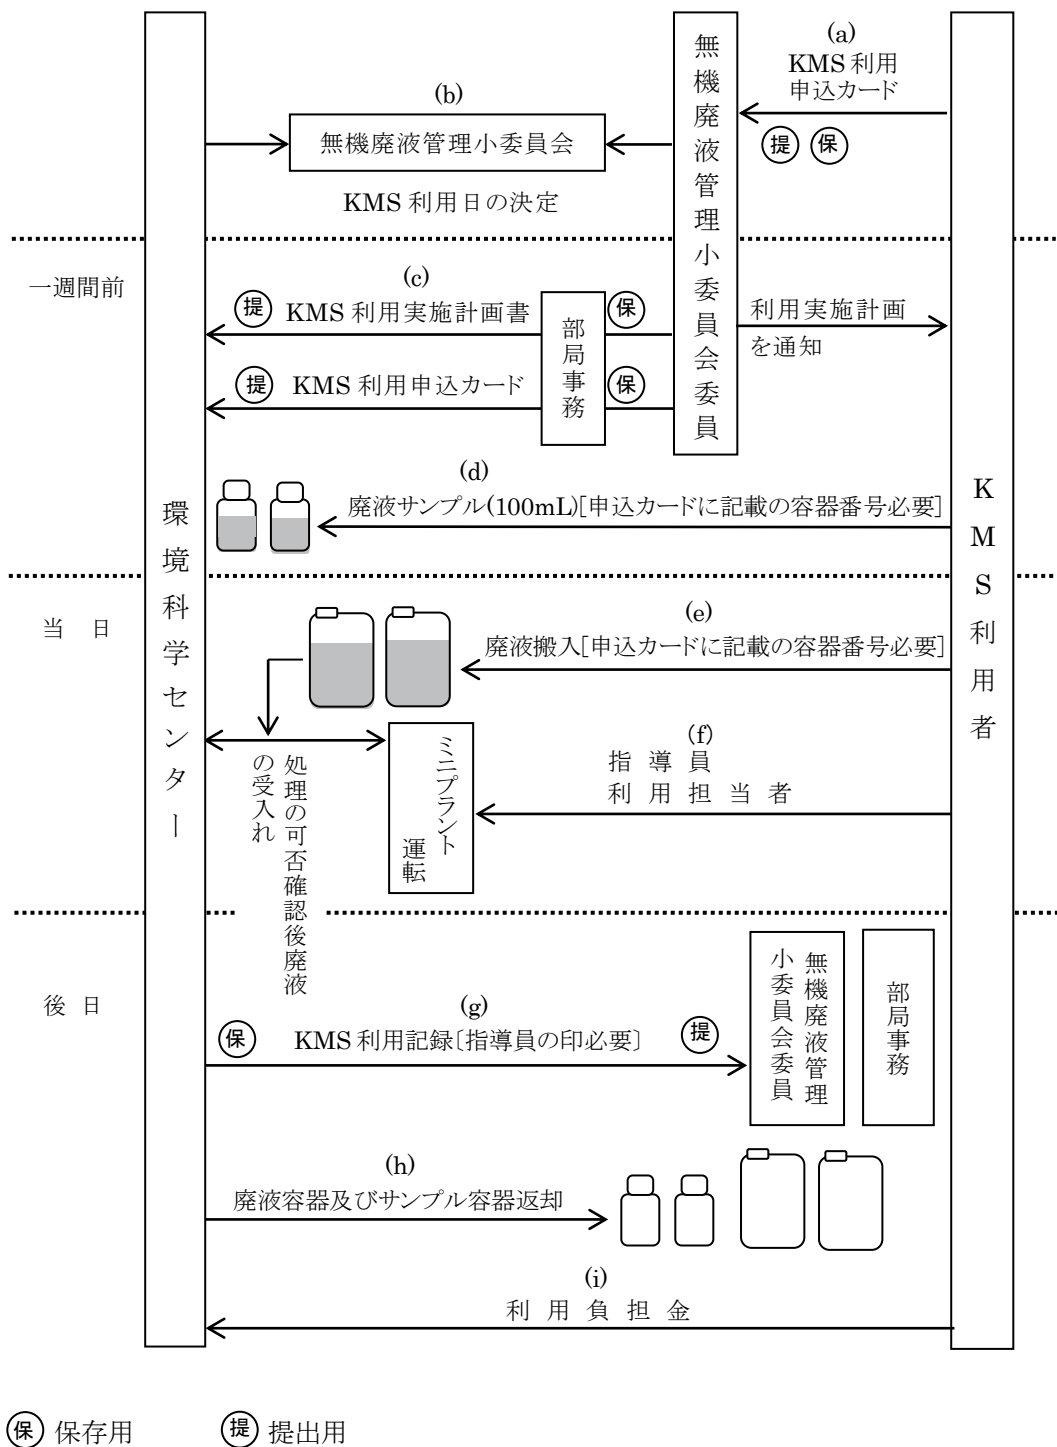 (a)
KMS 利用
申込カード
提 保
(b)
無機廃液管理小委員会
KMS 利用日の決定
無機廃液管理小委員会委員
一週間前
(c)
提 KMS 利用実施計画書 保
提 KMS 利用申込カード 保
部局事務
利用実施計画
を通知
(d)
廃液サンプル(100mL)[申込カードに記載の容器番号必要]
環境科学センター
KMS利用者
当 日
(e)
廃液搬入[申込カードに記載の容器番号必要]
(f)
指 導 員
利 用 担 当 者
ミニプラント
運転
処理の可否確認後廃液
の受入れ
後 日
(g)
保 KMS 利用記録〔指導員の印必要〕 提
無機廃液管理
小委員会委員
部局事務
(h)
廃液容器及びサンプル容器返却
(i)
利 用 負 担 金
保 保存用 提 提出用